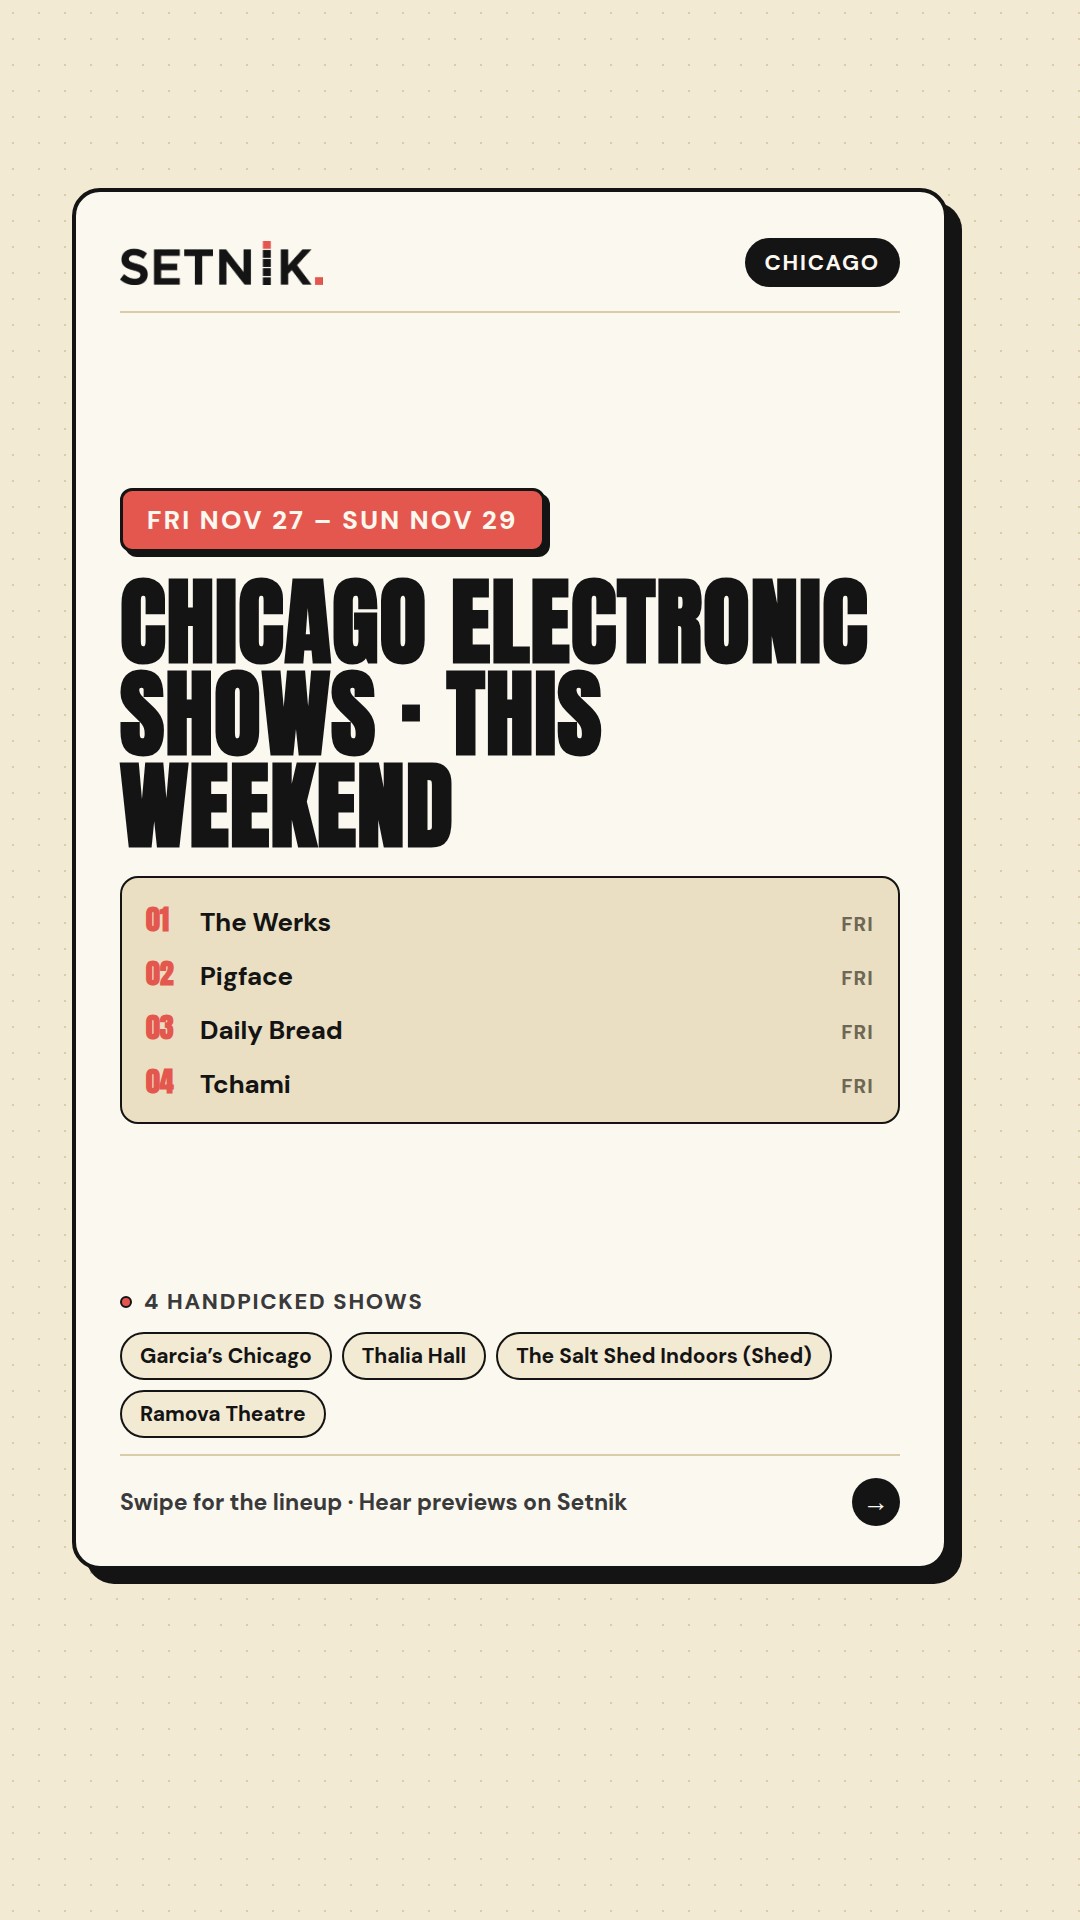 SETNIK.
CHICAGO
FRI NOV 27 – SUN NOV 29
CHICAGO ELECTRONIC
SHOWS · THIS
WEEKEND
01 The Werks FRI
02 Pigface FRI
03 Daily Bread FRI
04 Tchami FRI
4 HANDPICKED SHOWS
Garcia’s Chicago Thalia Hall The Salt Shed Indoors (Shed)
Ramova Theatre
Swipe for the lineup · Hear previews on Setnik →